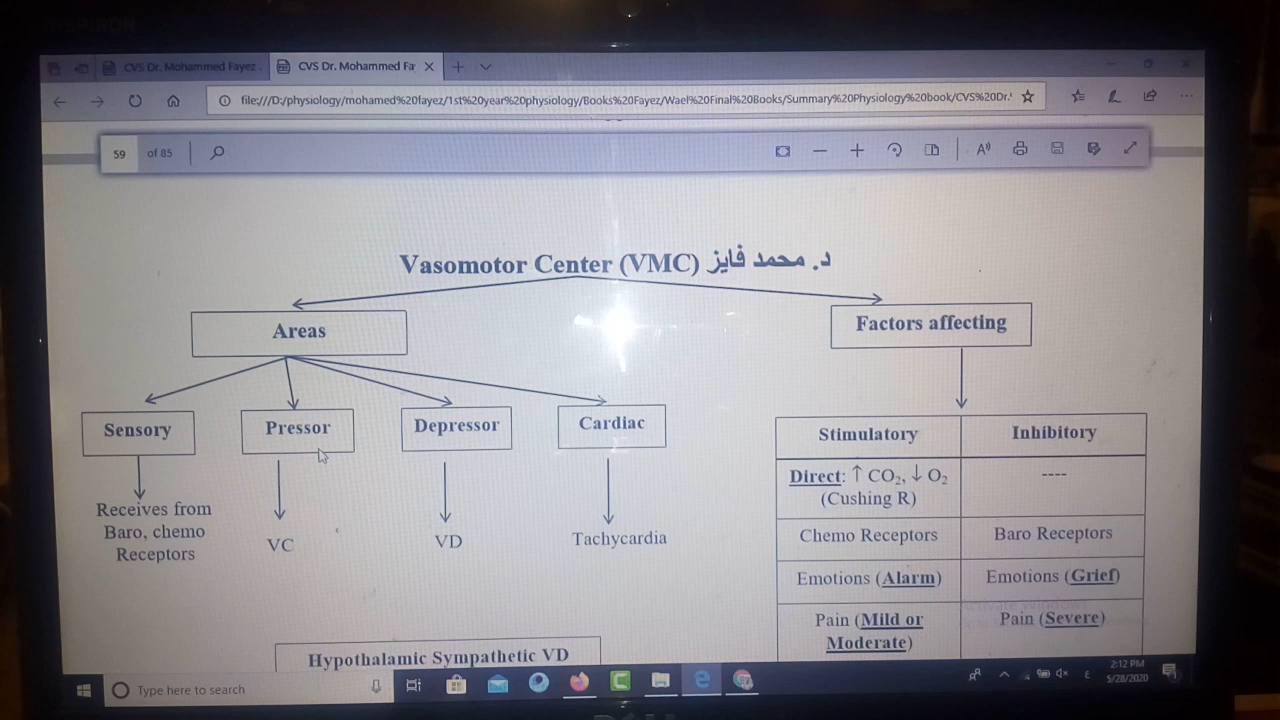 CVS Dr. Mohammed Fayez
CVS Dr. Mohammed Fa
file:///D:/physiology/mohamed%20fayez/1st%20year%20physiology/Books%20Fayez/Wael%20Final%20Books/Summary%20Physiology%20book/CVS%20Dr.
59 of 85
Vasomotor Center (VMC) د. محمد فايز
Areas
Factors affecting
Sensory
Pressor
Depressor
Cardiac
Receives from
Baro, chemo
Receptors
VC
VD
Tachycardia
Stimulatory
Inhibitory
Direct: ↑ CO₂, ↓ O₂
(Cushing R)
----
Chemo Receptors
Baro Receptors
Emotions (Alarm)
Emotions (Grief)
Pain (Mild or
Moderate)
Pain (Severe)
Hypothalamic Sympathetic VD
Activate Windows
Type here to search
2:12 PM
5/28/2020